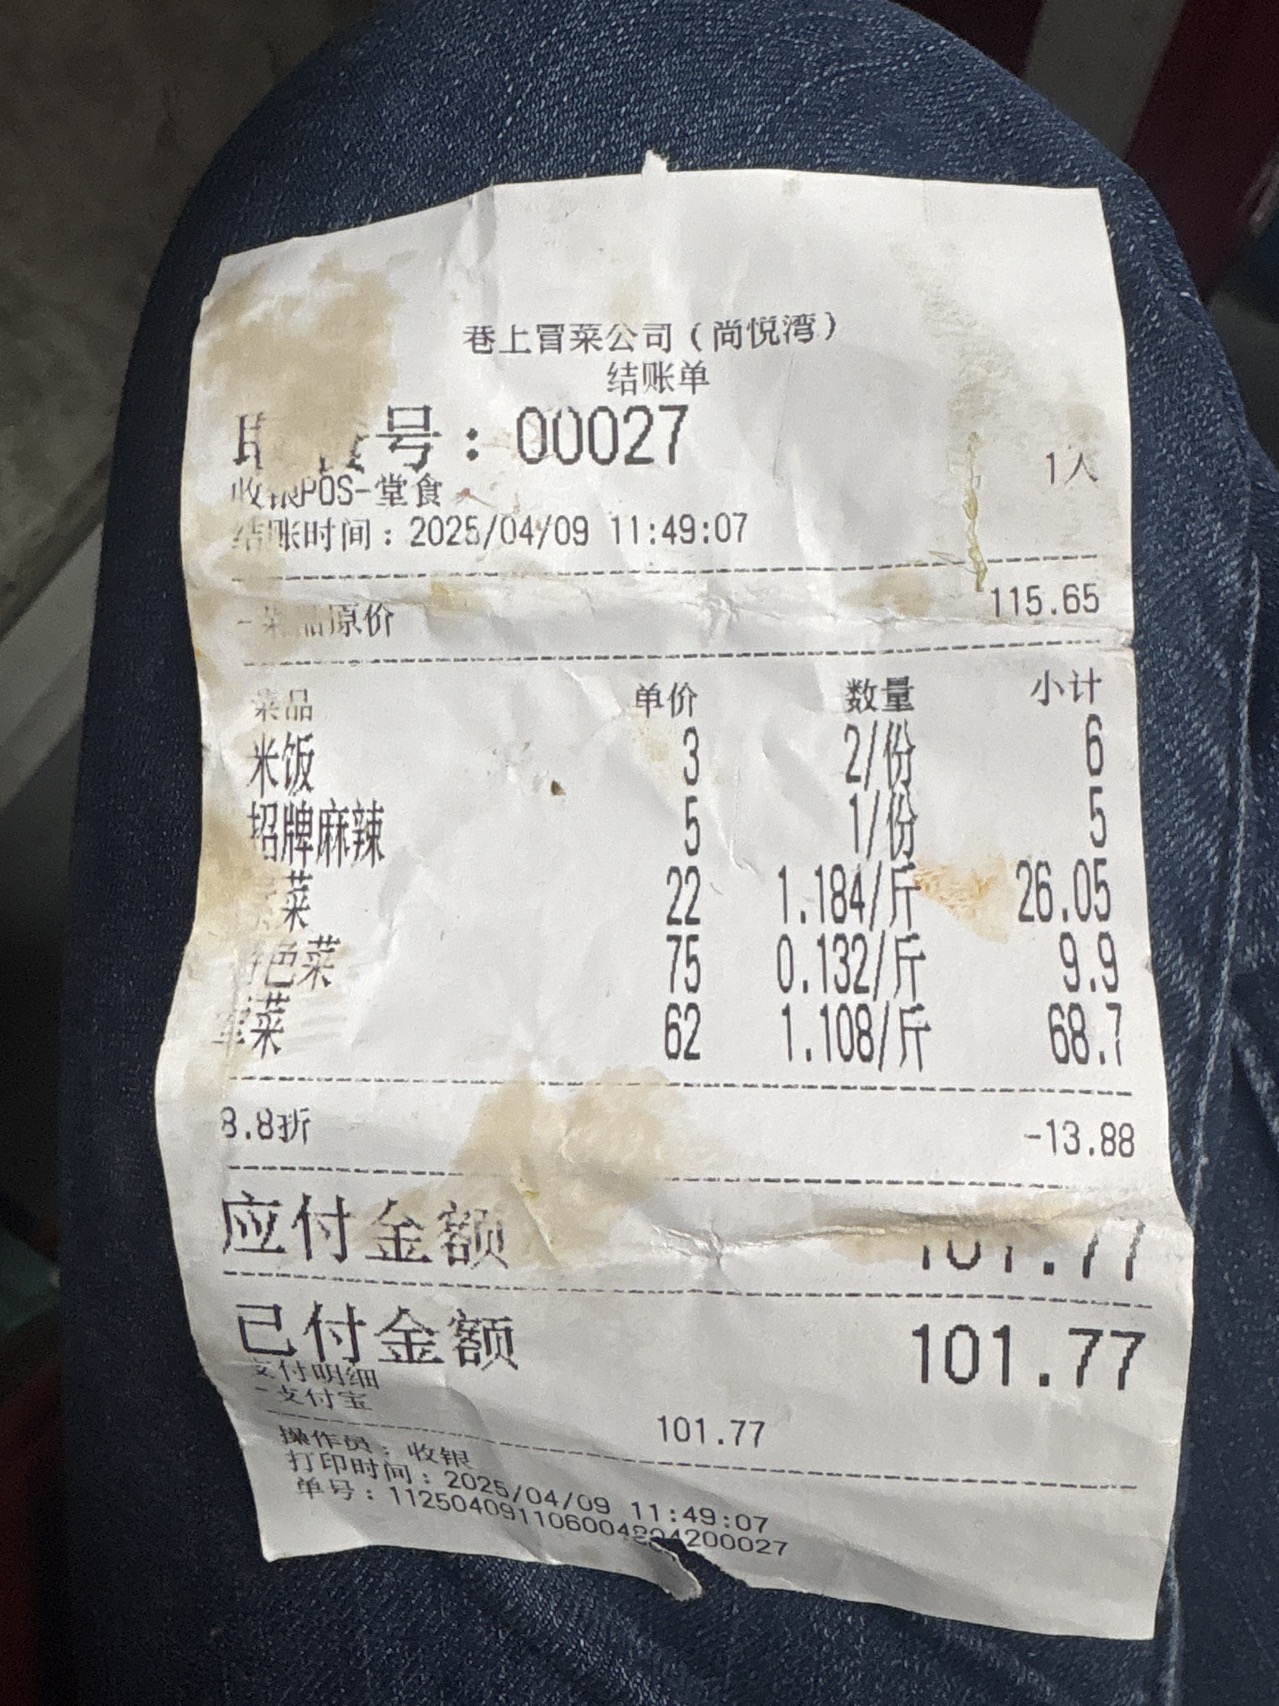 巷上冒菜公司（尚悦湾）
结账单
号：00027
1人
收银POS-堂食
结账时间：2025/04/09 11:49:07
-菜品原价 115.65
菜品 单价 数量 小计
米饭 3 2/份 6
招牌麻辣 5 1/份 5
菜 22 1.184/斤 26.05
色菜 75 0.132/斤 9.9
菜 62 1.108/斤 68.7
8.8折 -13.88
应付金额 101.77
已付金额 101.77
支付明细
-支付宝 101.77
操作员：收银
打印时间：2025/04/09 11:49:07
单号：